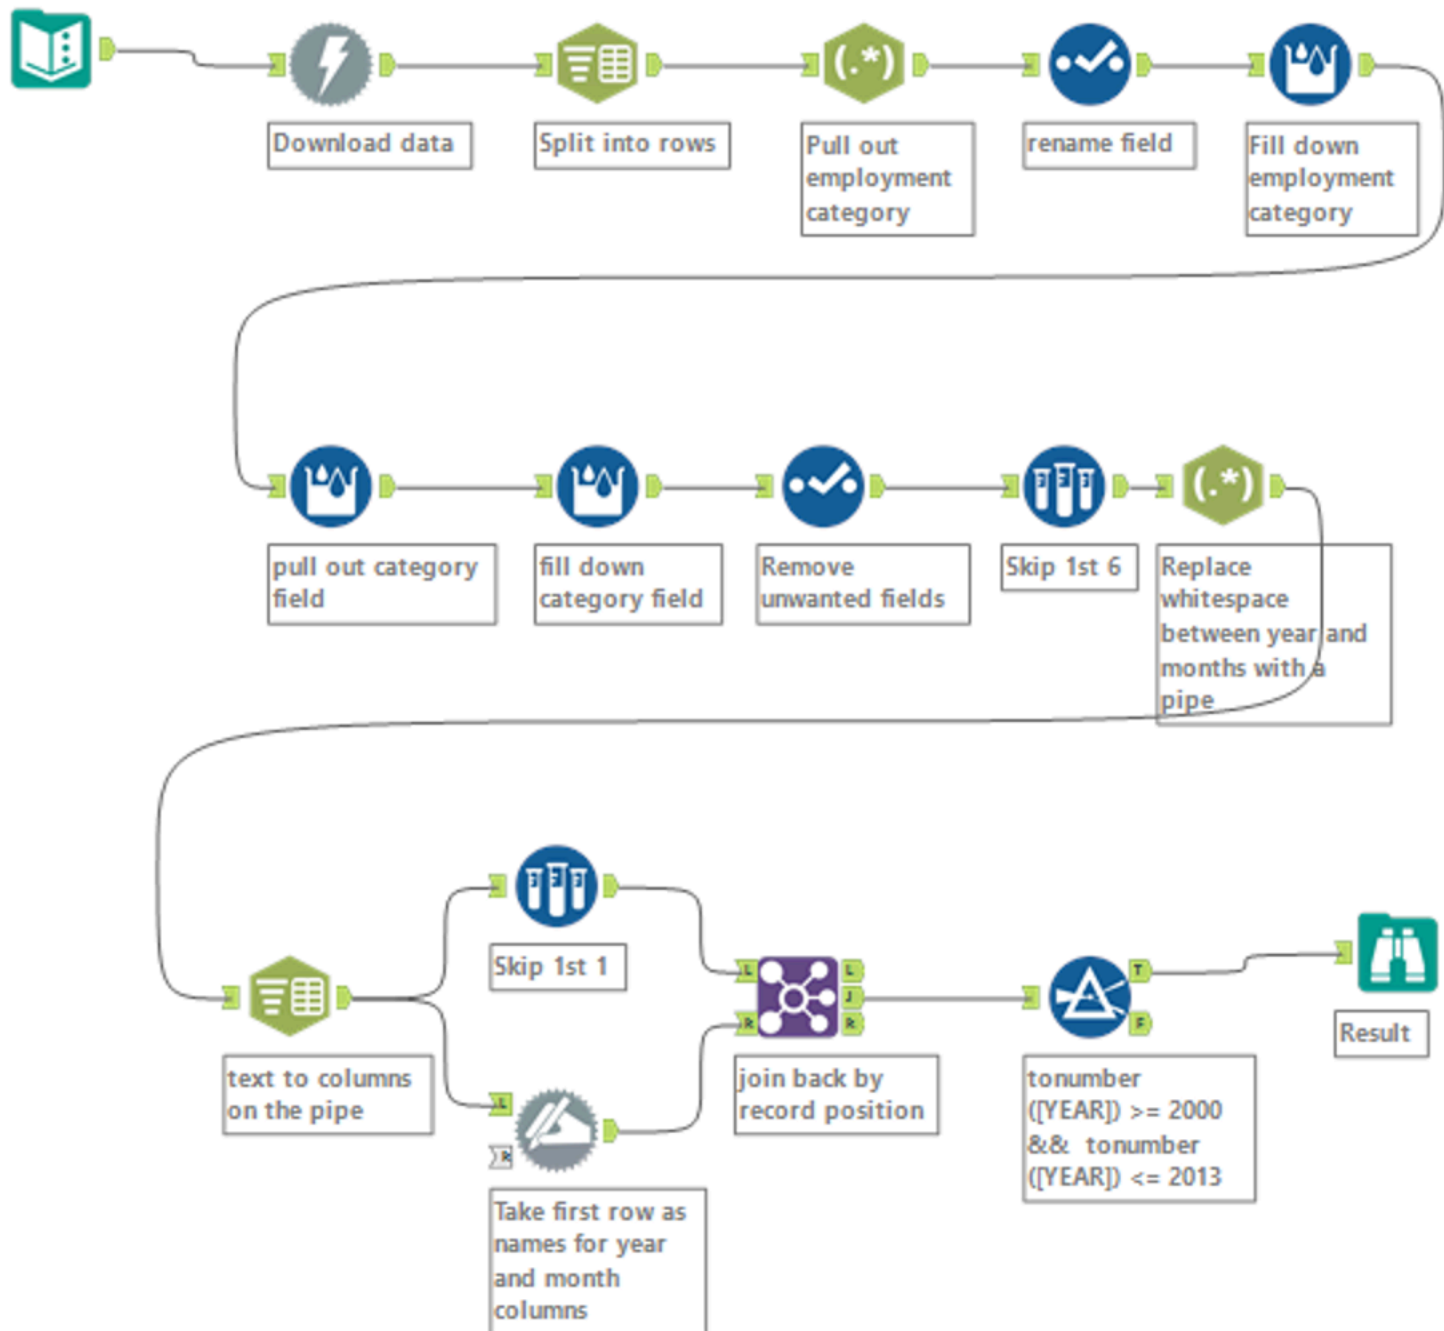 (.*)
Download data
Split into rows
Pull out
employment
category
rename field
Fill down
employment
category
(.*)
pull out category
field
fill down
category field
Remove
unwanted fields
Skip 1st 6
Replace
whitespace
between year and
months with a
pipe
Skip 1st 1
L
L
J
R
R
T
F
Result
text to columns
on the pipe
L
R
join back by
record position
tonumber
([YEAR]) >= 2000
&&  tonumber
([YEAR]) <= 2013
Take first row as
names for year
and month
columns